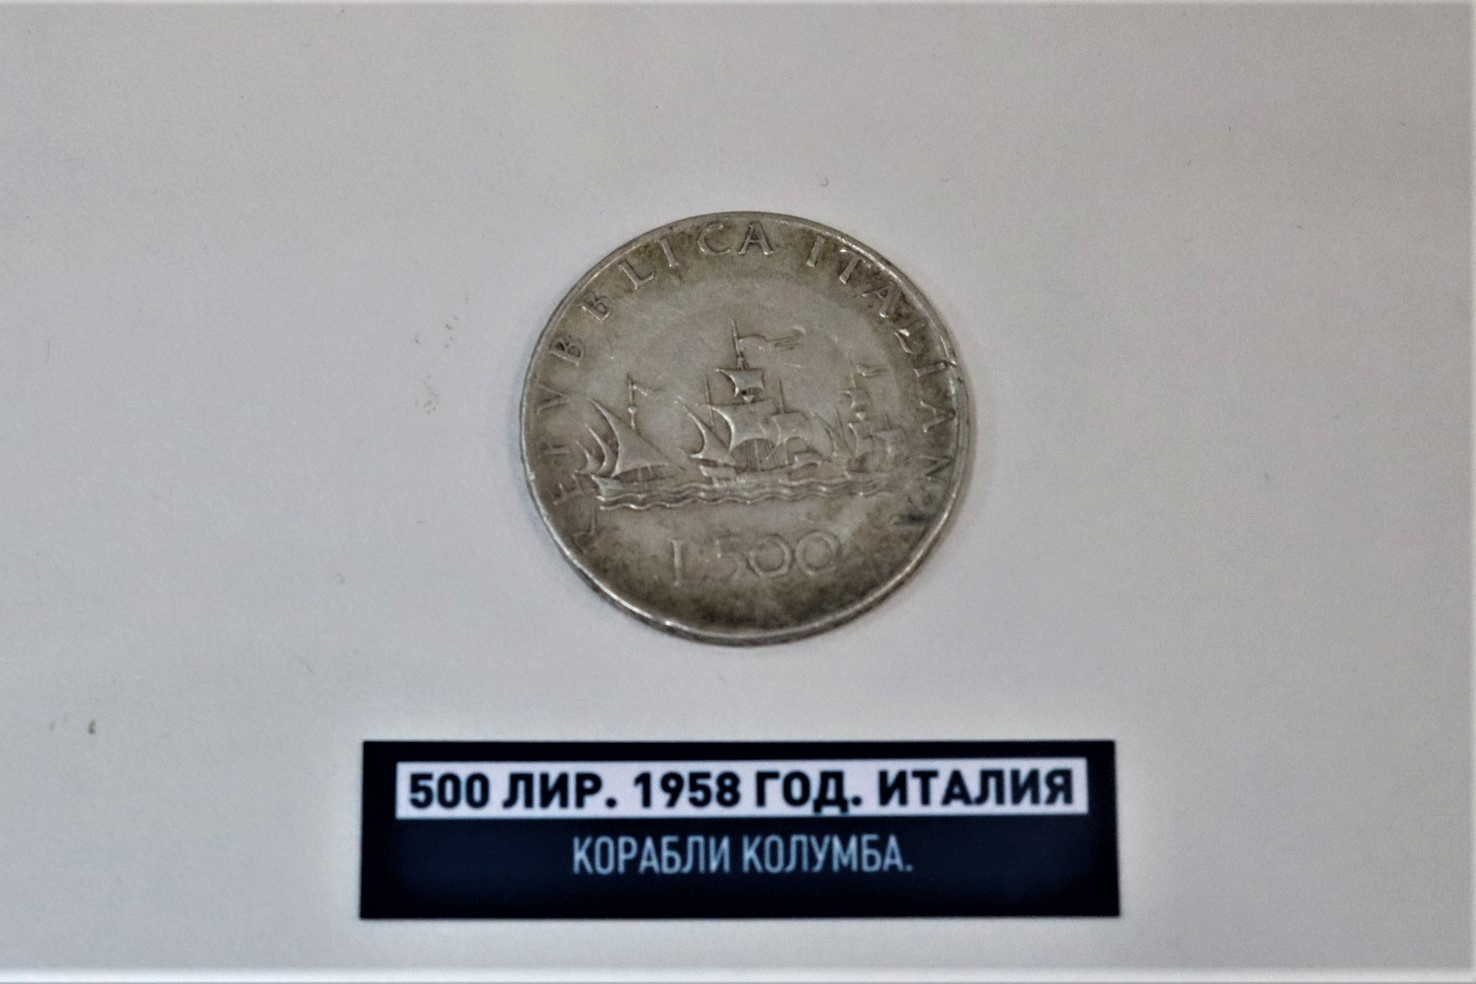 REPVBBLICA ITALIANA
L.500
500 ЛИР. 1958 ГОД. ИТАЛИЯ
КОРАБЛИ КОЛУМБА.